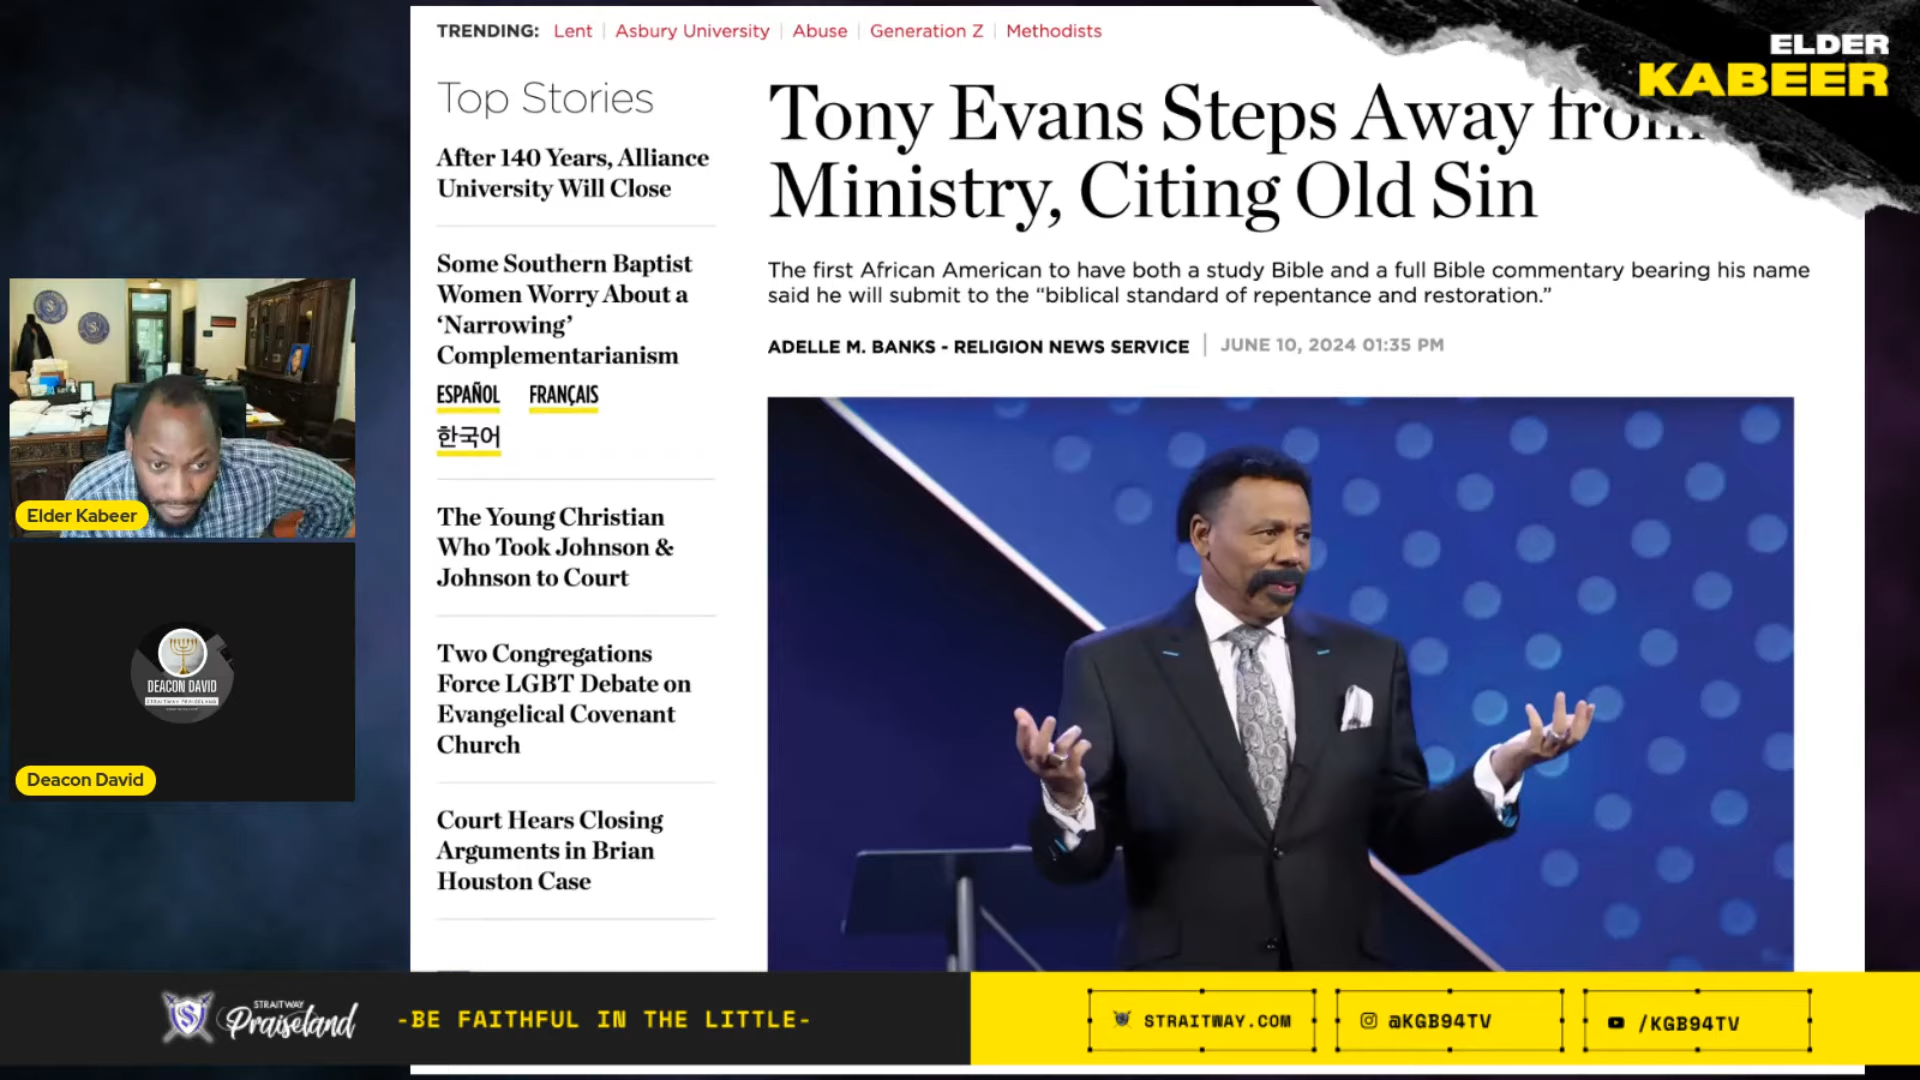 TRENDING: Lent Asbury University Abuse Generation Z Methodists
ELDER
KABEER
Top Stories
After 140 Years, Alliance
University Will Close
Some Southern Baptist
Women Worry About a
‘Narrowing’
Complementarianism
ESPAÑOL FRANÇAIS
한국어
The Young Christian
Who Took Johnson &
Johnson to Court
Two Congregations
Force LGBT Debate on
Evangelical Covenant
Church
Court Hears Closing
Arguments in Brian
Houston Case
Tony Evans Steps Away from
Ministry, Citing Old Sin
The first African American to have both a study Bible and a full Bible commentary bearing his name
said he will submit to the “biblical standard of repentance and restoration.”
ADELLE M. BANKS - RELIGION NEWS SERVICE JUNE 10, 2024 01:35 PM
Elder Kabeer
DEACON DAVID
STRAITWAY PRAISELAND
Deacon David
STRAITWAY
Praiseland
-BE FAITHFUL IN THE LITTLE-
STRAITWAY.COM
@KGB94TV
/KGB94TV